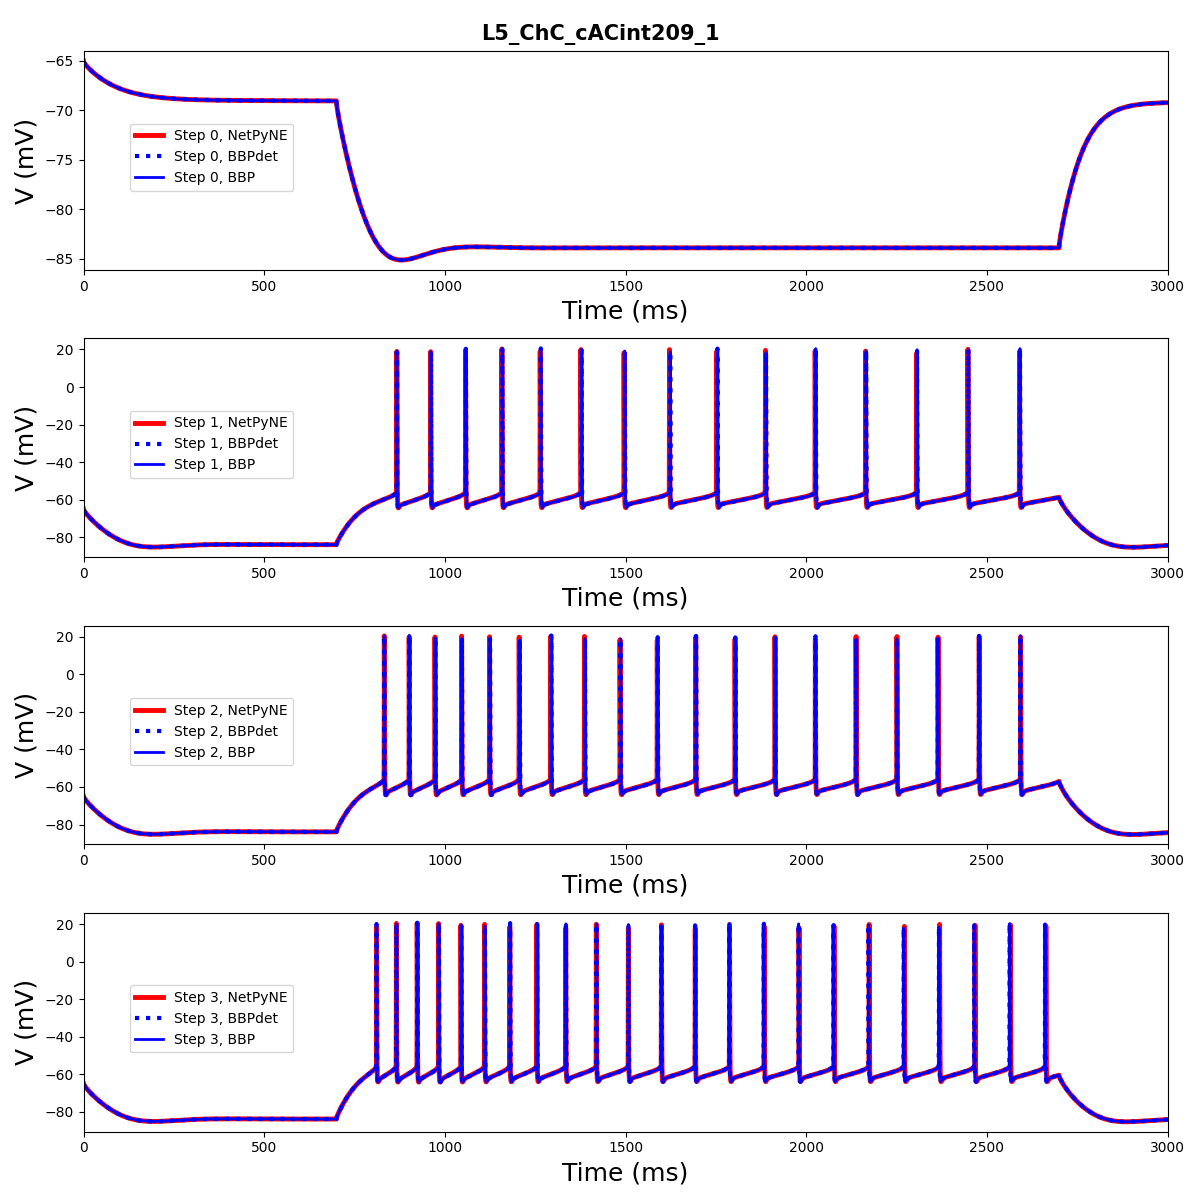 L5_ChC_cACint209_1
−65
−70
−75
−80
−85
V (mV)
Step 0, NetPyNE
Step 0, BBPdet
Step 0, BBP
0 500 1000 1500 2000 2500 3000
Time (ms)
20
0
−20
−40
−60
−80
V (mV)
Step 1, NetPyNE
Step 1, BBPdet
Step 1, BBP
0 500 1000 1500 2000 2500 3000
Time (ms)
20
0
−20
−40
−60
−80
V (mV)
Step 2, NetPyNE
Step 2, BBPdet
Step 2, BBP
0 500 1000 1500 2000 2500 3000
Time (ms)
20
0
−20
−40
−60
−80
V (mV)
Step 3, NetPyNE
Step 3, BBPdet
Step 3, BBP
0 500 1000 1500 2000 2500 3000
Time (ms)